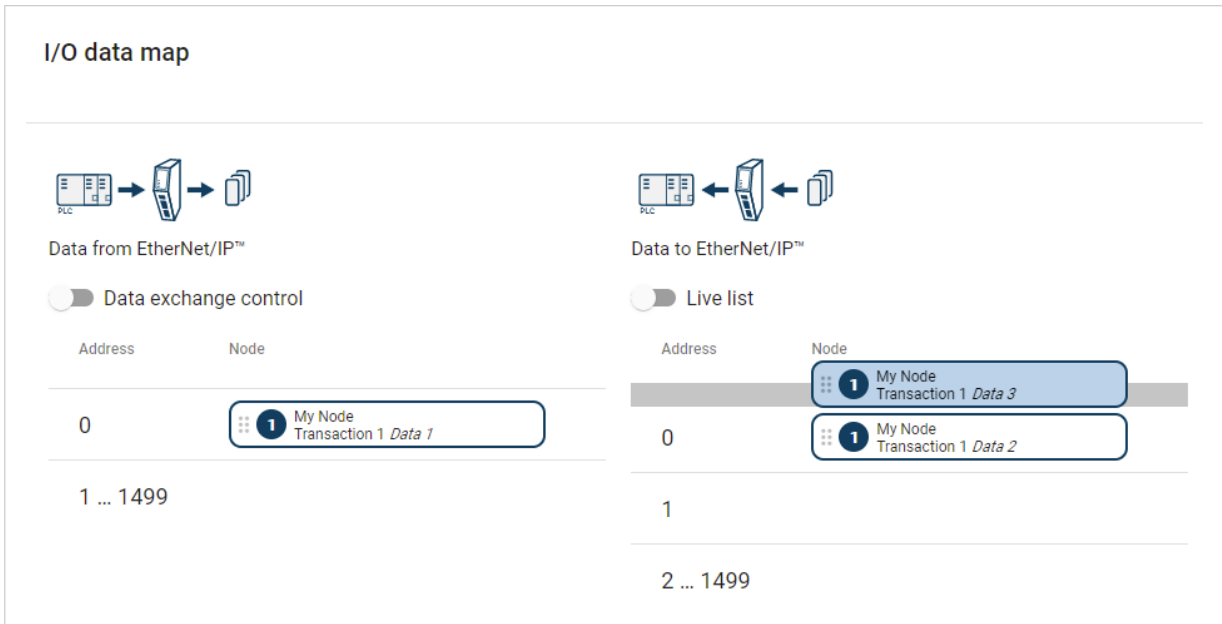 I/O data map
PLC
Data from EtherNet/IP™
Data exchange control
Address Node
0 1 My Node
Transaction 1 Data 1
1 ... 1499
PLC
Data to EtherNet/IP™
Live list
Address Node
1 My Node
Transaction 1 Data 3
0 1 My Node
Transaction 1 Data 2
1
2 ... 1499